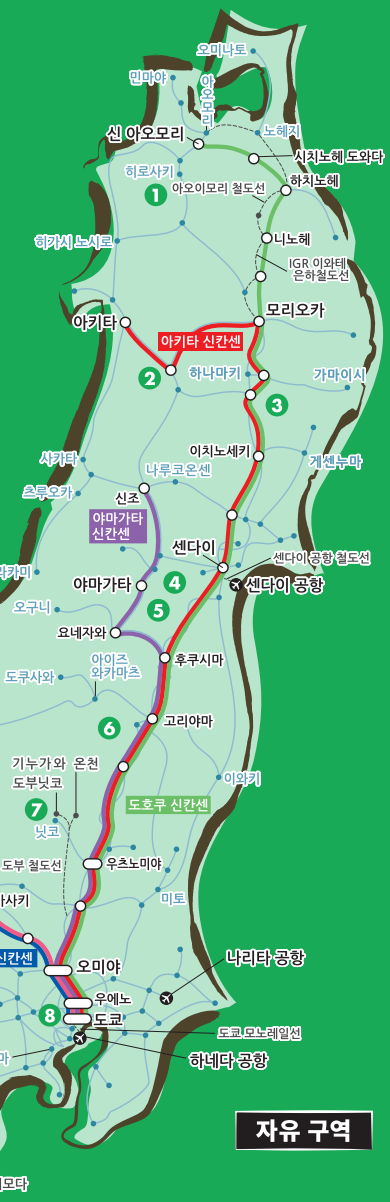 오미나토
민마야
아오모리
신 아오모리
노헤지
시치노헤 도와다
히로사키
하치노헤
아오이모리 철도선
1
히가시 노시로
니노헤
IGR 이와테
은하철도선
아키타
모리오카
아키타 신칸센
2
하나마키
가마이시
3
이치노세키
사카타
나루코온센
게센누마
츠루오카
신조
야마가타
신칸센
센다이
센다이 공항 철도선
라카미
야마가타
4
센다이 공항
5
오구니
요네자와
아이즈
와카마츠
후쿠시마
도쿠사와
고리야마
6
기누가와 온천
도부닛코
이와키
7
도호쿠 신칸센
닛코
도부 철도선
우츠노미야
사키
미토
신칸센
오미야
나리타 공항
우에노
8
도쿄
도쿄 모노레일선
마
하네다 공항
자유 구역
모다